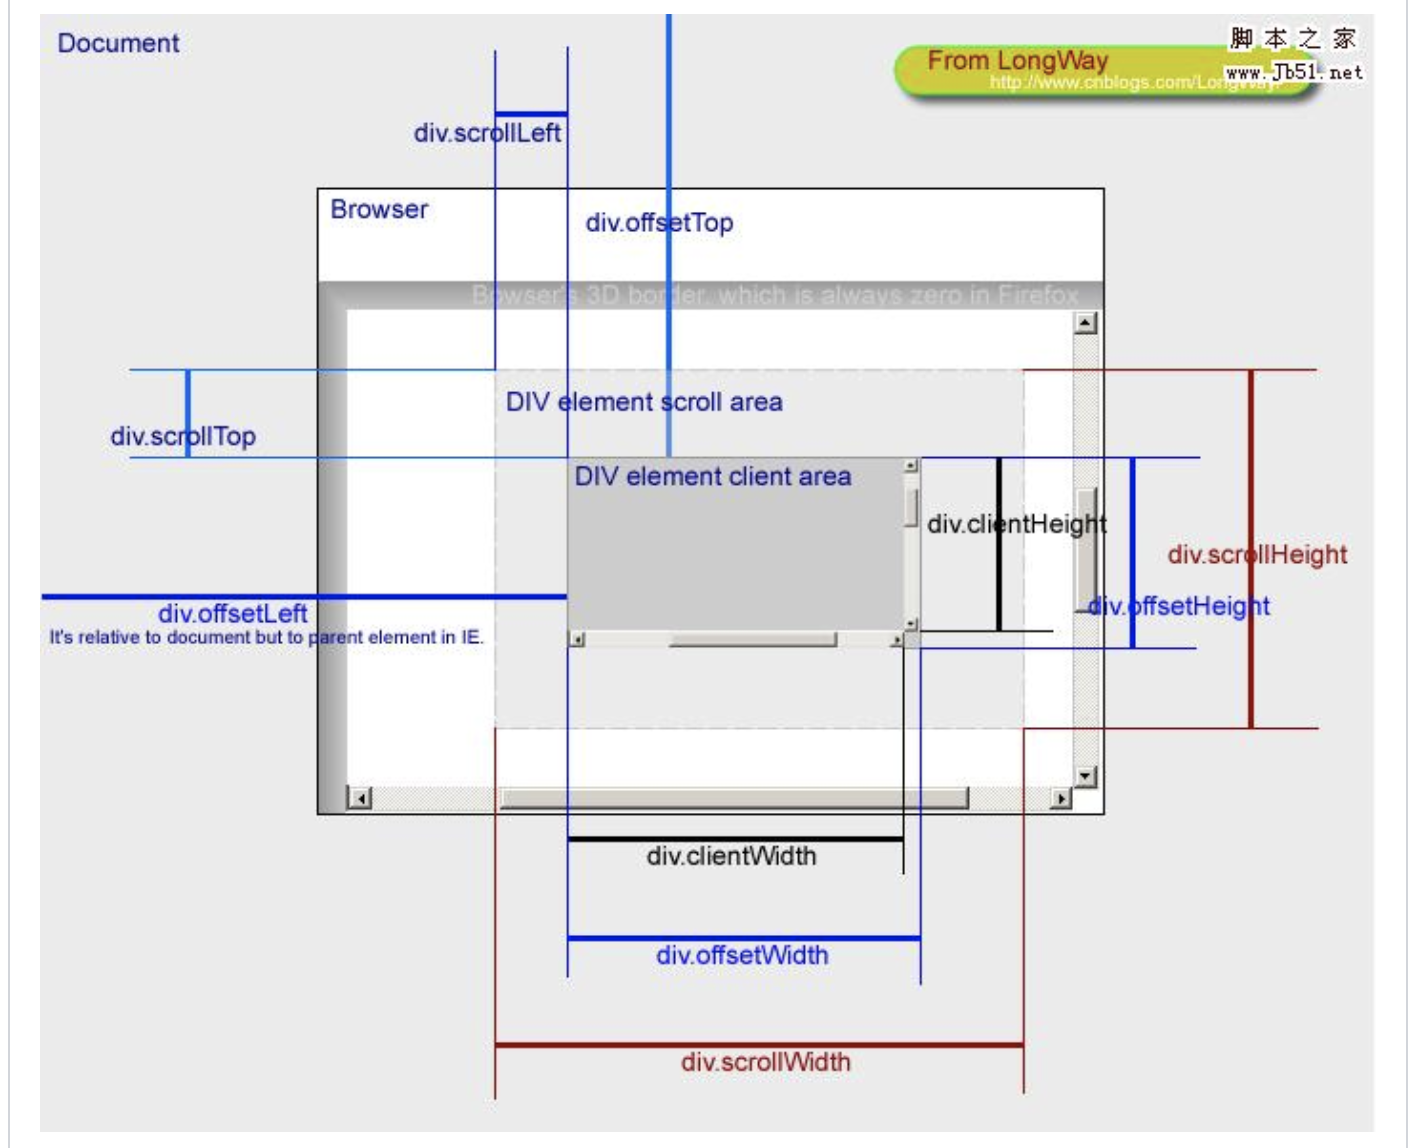 Document
From LongWay
脚本之家
http://www.cnblogs.com/LongWay/
www.Jb51.net
div.scrollLeft
Browser
div.offsetTop
Bowser's 3D border. which is always zero in Firefox
DIV element scroll area
div.scrollTop
DIV element client area
div.clientHeight
div.scrollHeight
div.offsetHeight
div.offsetLeft
It's relative to document but to parent element in IE.
div.clientWidth
div.offsetWidth
div.scrollWidth